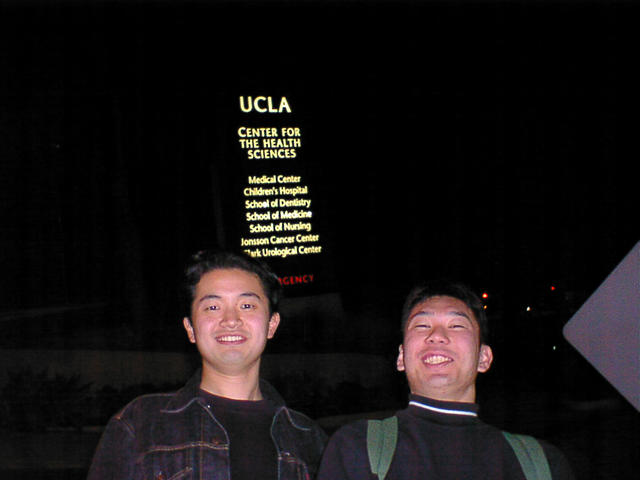 UCLA
CENTER FOR
THE HEALTH
SCIENCES
Medical Center
Children's Hospital
School of Dentistry
School of Medicine
School of Nursing
Jonsson Cancer Center
Urological Center